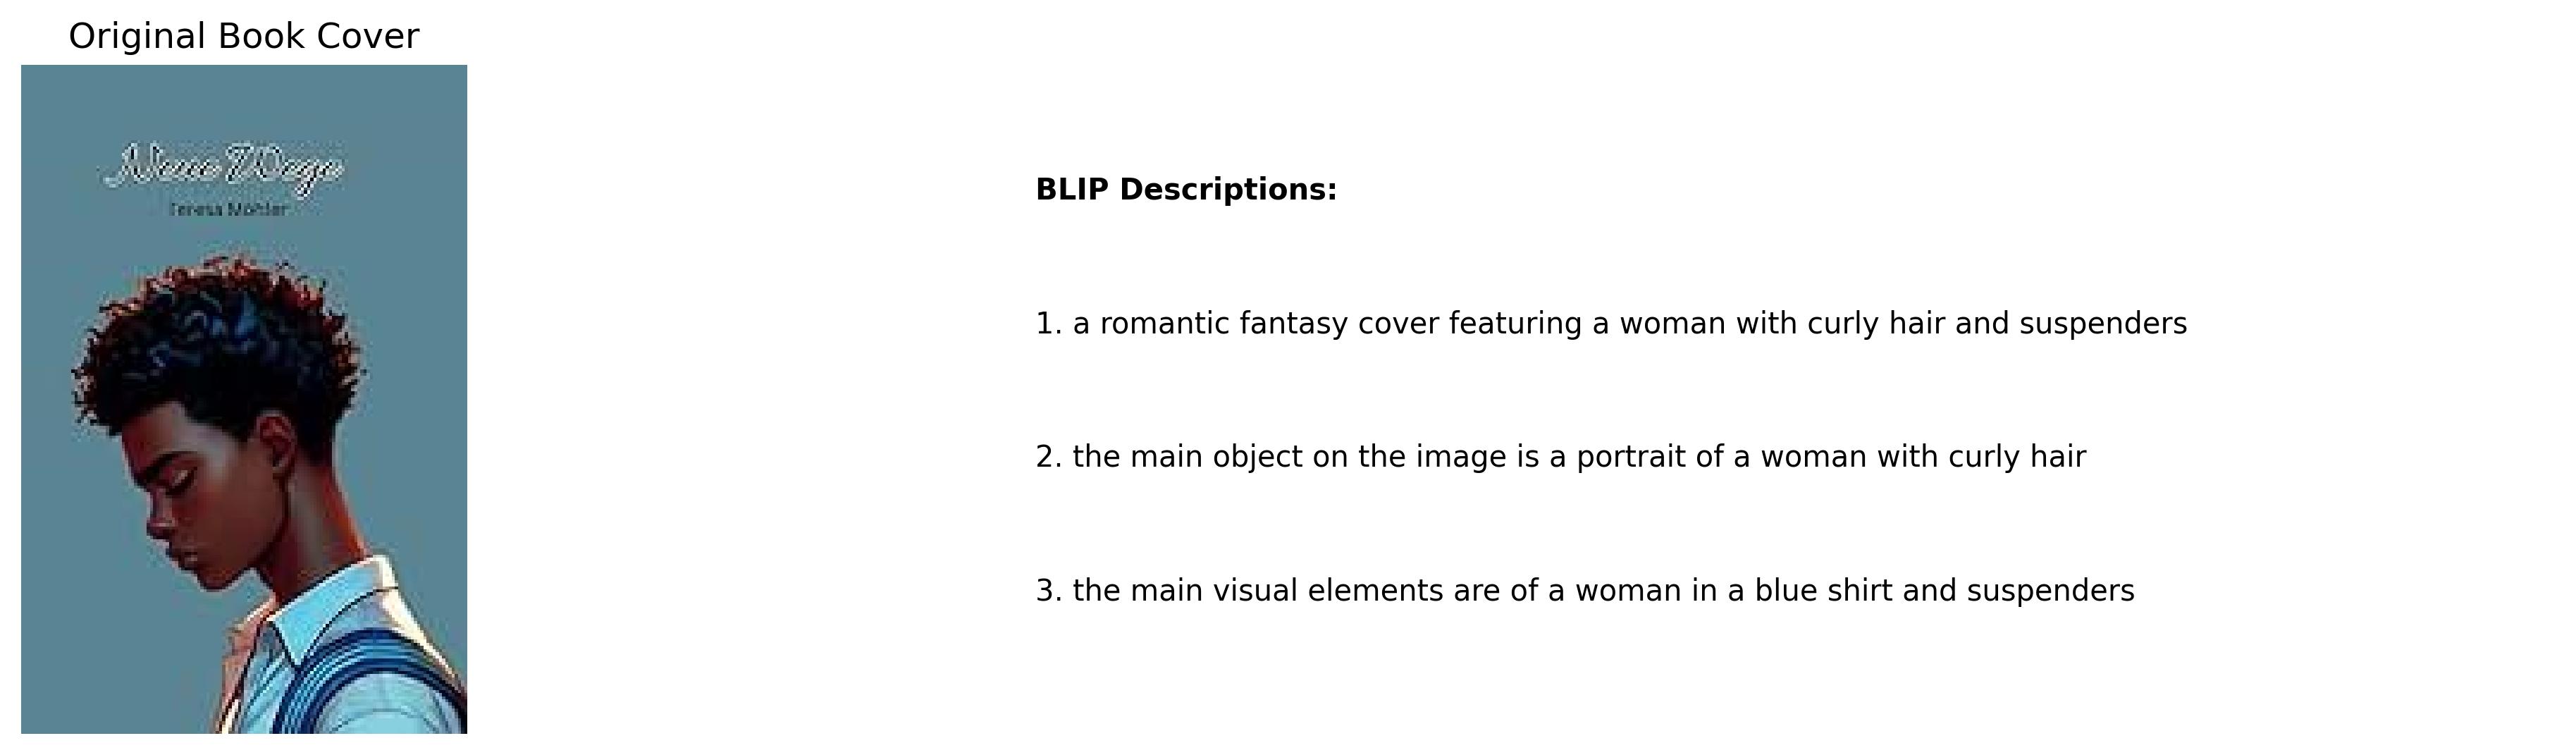 Original Book Cover
Neue Wege
Teresa Mohler
BLIP Descriptions:
1. a romantic fantasy cover featuring a woman with curly hair and suspenders
2. the main object on the image is a portrait of a woman with curly hair
3. the main visual elements are of a woman in a blue shirt and suspenders